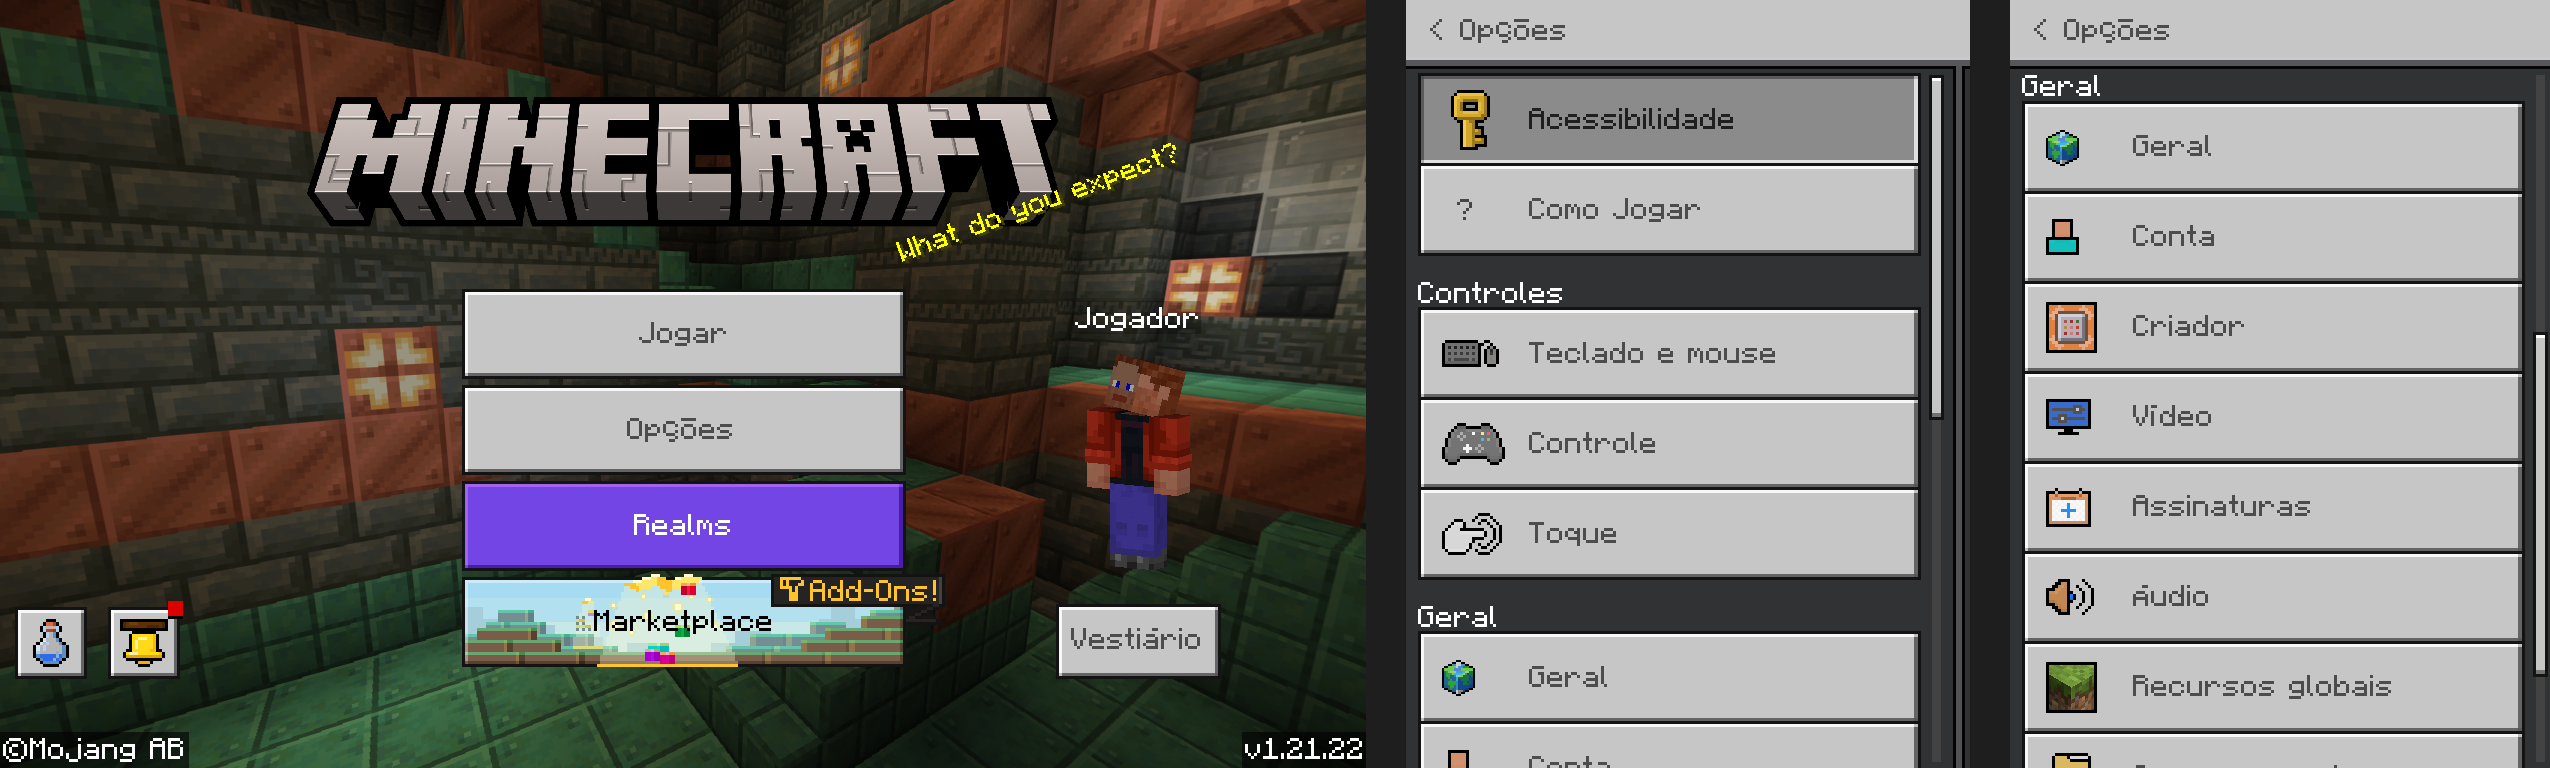 MINECRAFT
What do you expect?
Jogar
Opções
Realms
Add-Ons!
Marketplace
Jogador
Vestiário
©Mojang AB
v1.21.22
< Opções
Acessibilidade
? Como Jogar
Controles
Teclado e mouse
Controle
Toque
Geral
Geral
Conta
< Opções
Geral
Geral
Conta
Criador
Vídeo
Assinaturas
Áudio
Recursos globais